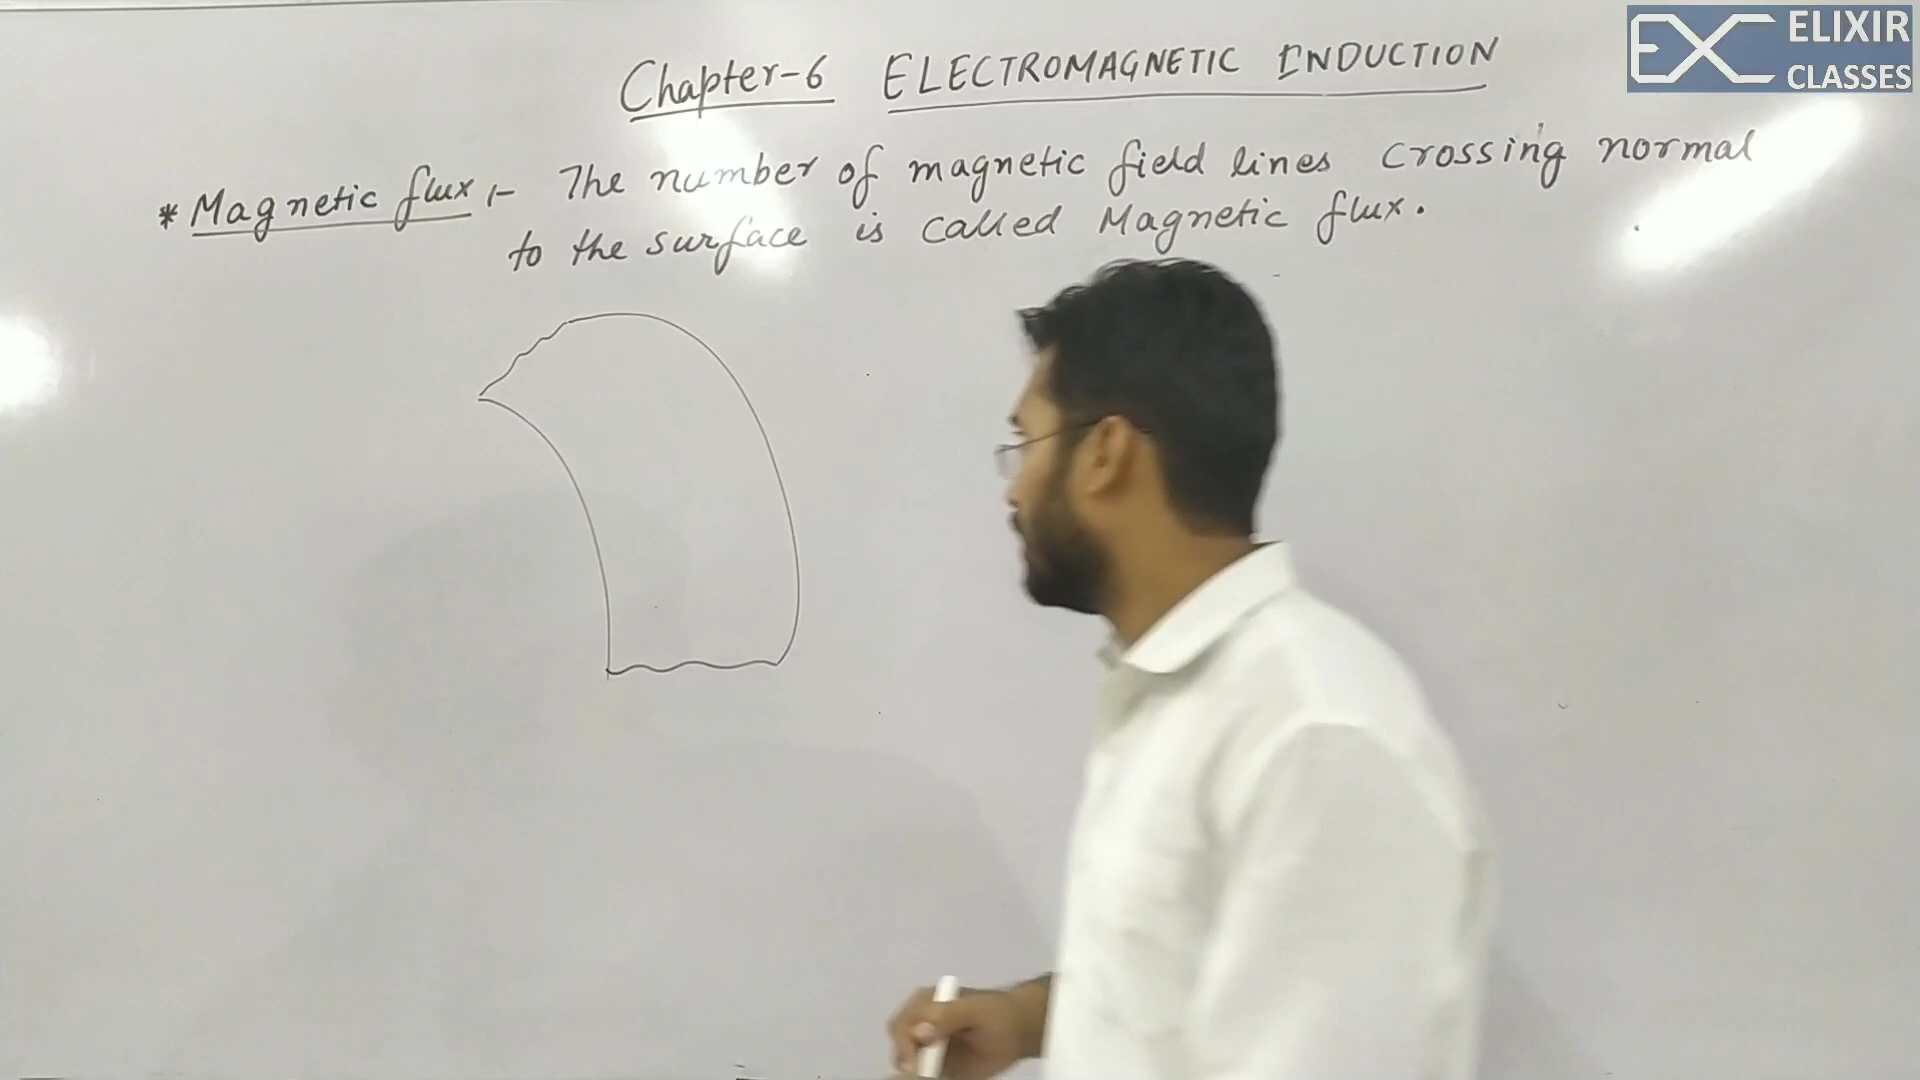 Chapter-6 ELECTROMAGNETIC INDUCTION
* Magnetic flux :- The number of magnetic field lines crossing normal
to the surface is called Magnetic flux.
EXC ELIXIR
CLASSES